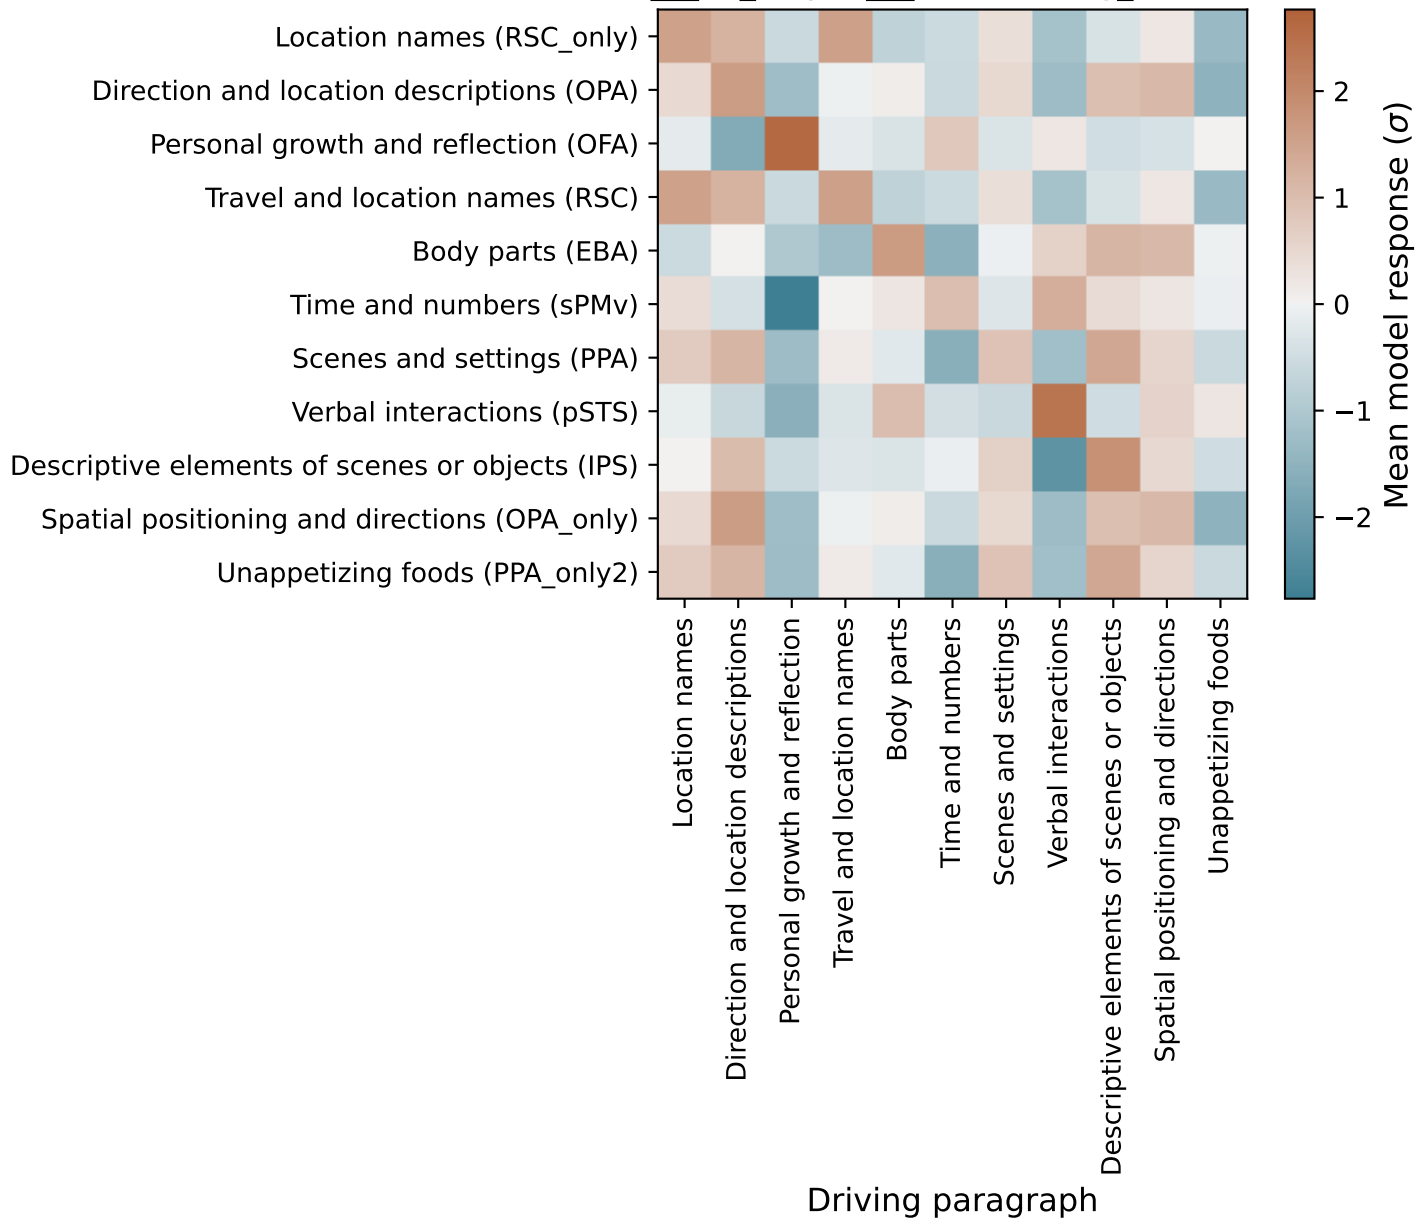 Location names (RSC_only)
Direction and location descriptions (OPA)
Personal growth and reflection (OFA)
Travel and location names (RSC)
Body parts (EBA)
Time and numbers (sPMv)
Scenes and settings (PPA)
Verbal interactions (pSTS)
Descriptive elements of scenes or objects (IPS)
Spatial positioning and directions (OPA_only)
Unappetizing foods (PPA_only2)
Location names
Direction and location descriptions
Personal growth and reflection
Travel and location names
Body parts
Time and numbers
Scenes and settings
Verbal interactions
Descriptive elements of scenes or objects
Spatial positioning and directions
Unappetizing foods
Driving paragraph
2
1
0
−1
−2
Mean model response (σ)